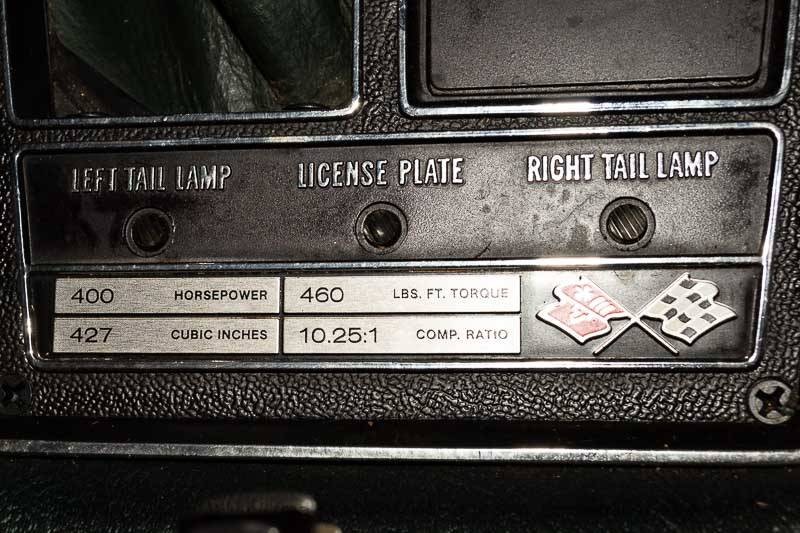 LEFT TAIL LAMP LICENSE PLATE RIGHT TAIL LAMP
400 HORSEPOWER 460 LBS. FT. TORQUE
427 CUBIC INCHES 10.25:1 COMP. RATIO